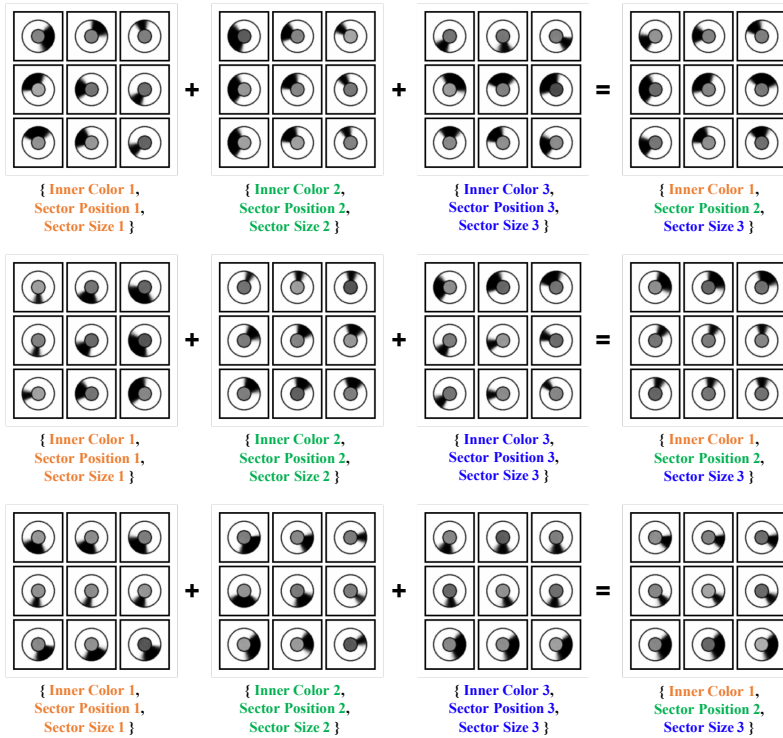 + + =
{ Inner Color 1, { Inner Color 2, { Inner Color 3, { Inner Color 1,
Sector Position 1, Sector Position 2, Sector Position 3, Sector Position 2,
Sector Size 1 } Sector Size 2 } Sector Size 3 } Sector Size 3 }
+ + =
{ Inner Color 1, { Inner Color 2, { Inner Color 3, { Inner Color 1,
Sector Position 1, Sector Position 2, Sector Position 3, Sector Position 2,
Sector Size 1 } Sector Size 2 } Sector Size 3 } Sector Size 3 }
+ + =
{ Inner Color 1, { Inner Color 2, { Inner Color 3, { Inner Color 1,
Sector Position 1, Sector Position 2, Sector Position 3, Sector Position 2,
Sector Size 1 } Sector Size 2 } Sector Size 3 } Sector Size 3 }